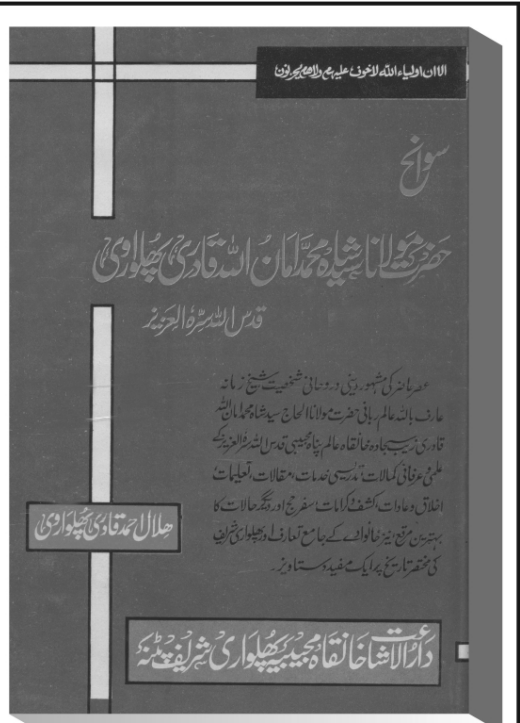 الا ان اولیاء اللہ لا خوف علیہم ولا ھم یحزنون
سوانح
حضرت مولانا سید شاہ محمد امان اللہ قادری پھلواروی
قدس اللہ سرہٗ العزیز
عصر حاضر کی مشہور دینی و روحانی شخصیت شیخ زمانہ
عارف باللہ عالم ربانی حضرت مولانا الحاج سید شاہ محمد امان اللہ
قادری زیب سجادہ خانقاہ عالم پناہ مجیبی قدس اللہ سرہ العزیز کے
علمی و عرفانی کمالات، تدریسی خدمات، مقالات، تعلیمات،
اخلاق و عادات، کشف و کرامات سفر حج اور دیگر حالات کا
بہترین مرقع نیز خانوادے کے جامع تعارف اور پھلواری شریف
کی مختصر تاریخ پر ایک مفید دستاویز۔
ھلال احمد قادری پھلواروی
دارالاشاعت خانقاہ مجیبیہ پھلواری شریف پٹنہ